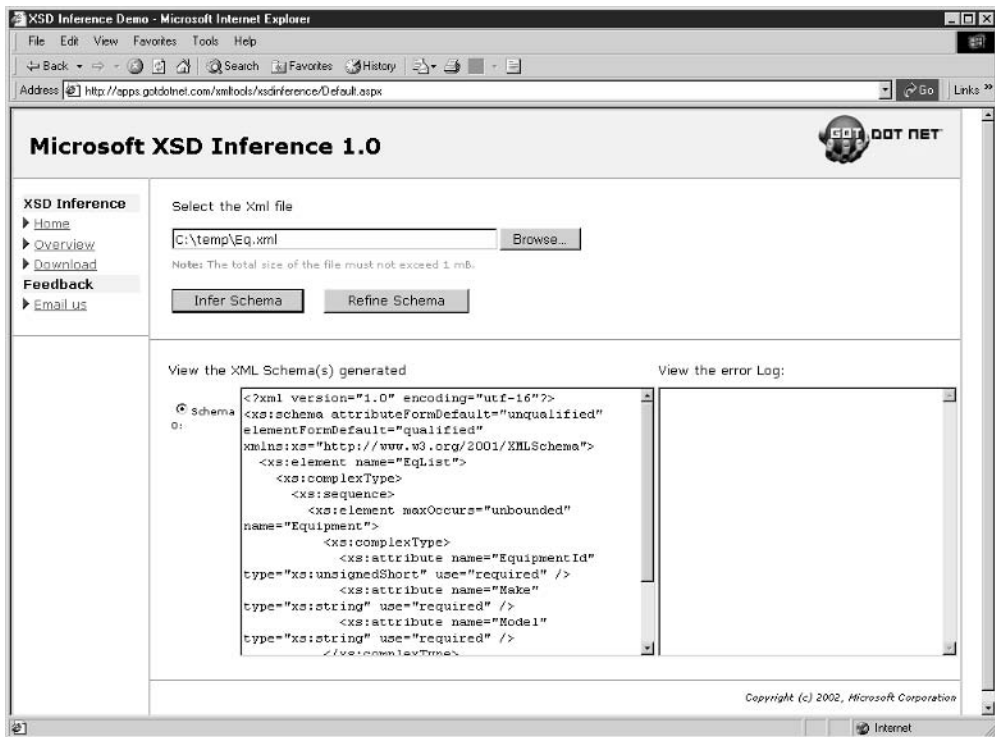 XSD Inference Demo - Microsoft Internet Explorer
File Edit View Favorites Tools Help
Back Search Favorites History
Address http://apps.gotdotnet.com/xmltools/xsdinference/Default.aspx Go Links »
Microsoft XSD Inference 1.0
GOT DOT NET
XSD Inference
Home
Overview
Download
Feedback
Email us
Select the Xml file
C:\temp\Eq.xml Browse...
Note: The total size of the file must not exceed 1 mB.
Infer Schema Refine Schema
View the XML Schema(s) generated
View the error Log:
Schema
0:
<?xml version="1.0" encoding="utf-16"?>
<xs:schema attributeFormDefault="unqualified"
elementFormDefault="qualified"
xmlns:xs="http://www.w3.org/2001/XMLSchema">
<xs:element name="EqList">
<xs:complexType>
<xs:sequence>
<xs:element maxOccurs="unbounded"
name="Equipment">
<xs:complexType>
<xs:attribute name="EquipmentId"
type="xs:unsignedShort" use="required" />
<xs:attribute name="Make"
type="xs:string" use="required" />
<xs:attribute name="Model"
type="xs:string" use="required" />
</xs:complexType>
Copyright (c) 2002, Microsoft Corporation
Internet